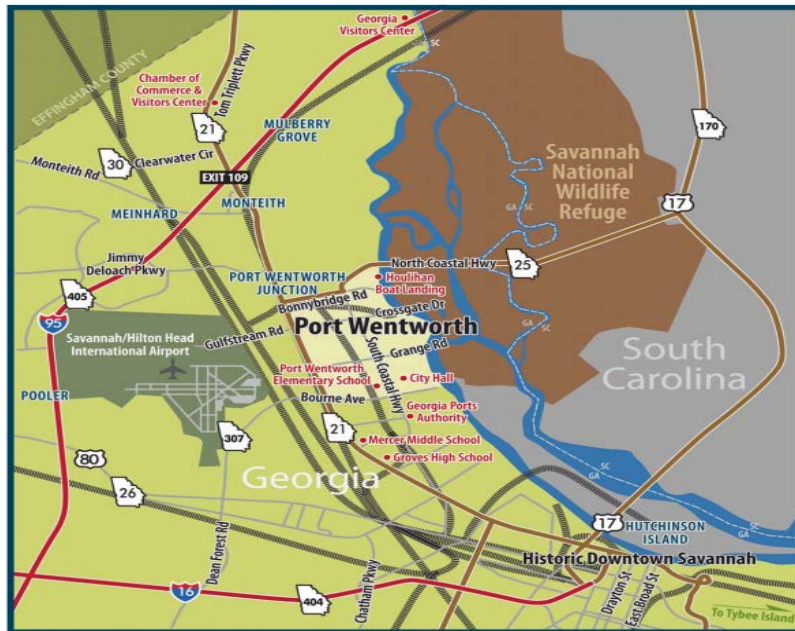 Georgia
Visitors Center
SC
GA
EFFINGHAM COUNTY
Chamber of
Commerce &
Visitors Center
Tom Triplett Pkwy
21
MULBERRY
GROVE
170
30
Clearwater Cir
Monteith Rd
EXIT 109
Savannah
National
Wildlife
Refuge
17
MEINHARD
MONTEITH
GA
SC
North Coastal Hwy
25
Jimmy
Deloach Pkwy
PORT WENTWORTH
JUNCTION
Houlihan
Boat Landing
405
Bonnybridge Rd
Crossgate Dr
95
Port Wentworth
GA
SC
Savannah/Hilton Head
International Airport
Gulfstream Rd
Grange Rd
South Coastal Hwy
South
Carolina
Port Wentworth
Elementary School
City Hall
POOLER
Bourne Ave
Georgia Ports
Authority
21
307
Mercer Middle School
80
Groves High School
SC
GA
Georgia
26
17
HUTCHINSON
ISLAND
SC
GA
Historic Downtown Savannah
Dean Forest Rd
Chatham Pkwy
16
404
Drayton St
East Broad St
To Tybee Island